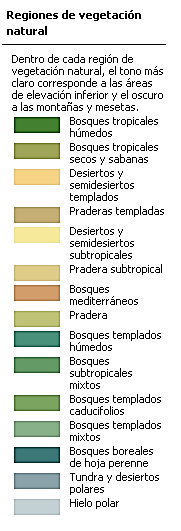 Regiones de vegetación
natural
Dentro de cada región de
vegetación natural, el tono más
claro corresponde a las áreas
de elevación inferior y el oscuro
a las montañas y mesetas.
Bosques tropicales
húmedos
Bosques tropicales
secos y sabanas
Desiertos y
semidesiertos
templados
Praderas templadas
Desiertos y
semidesiertos
subtropicales
Pradera subtropical
Bosques
mediterráneos
Pradera
Bosques templados
húmedos
Bosques
subtropicales
mixtos
Bosques templados
caducifolios
Bosques templados
mixtos
Bosques boreales
de hoja perenne
Tundra y desiertos
polares
Hielo polar